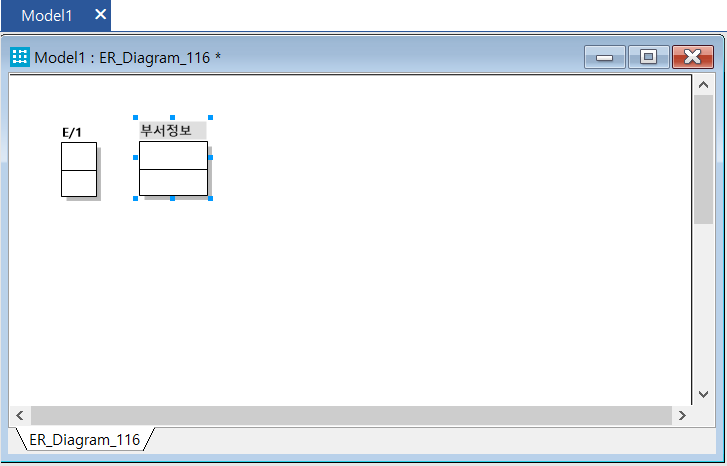 Model1
Model1 : ER_Diagram_116 *
E/1
부서정보
ER_Diagram_116